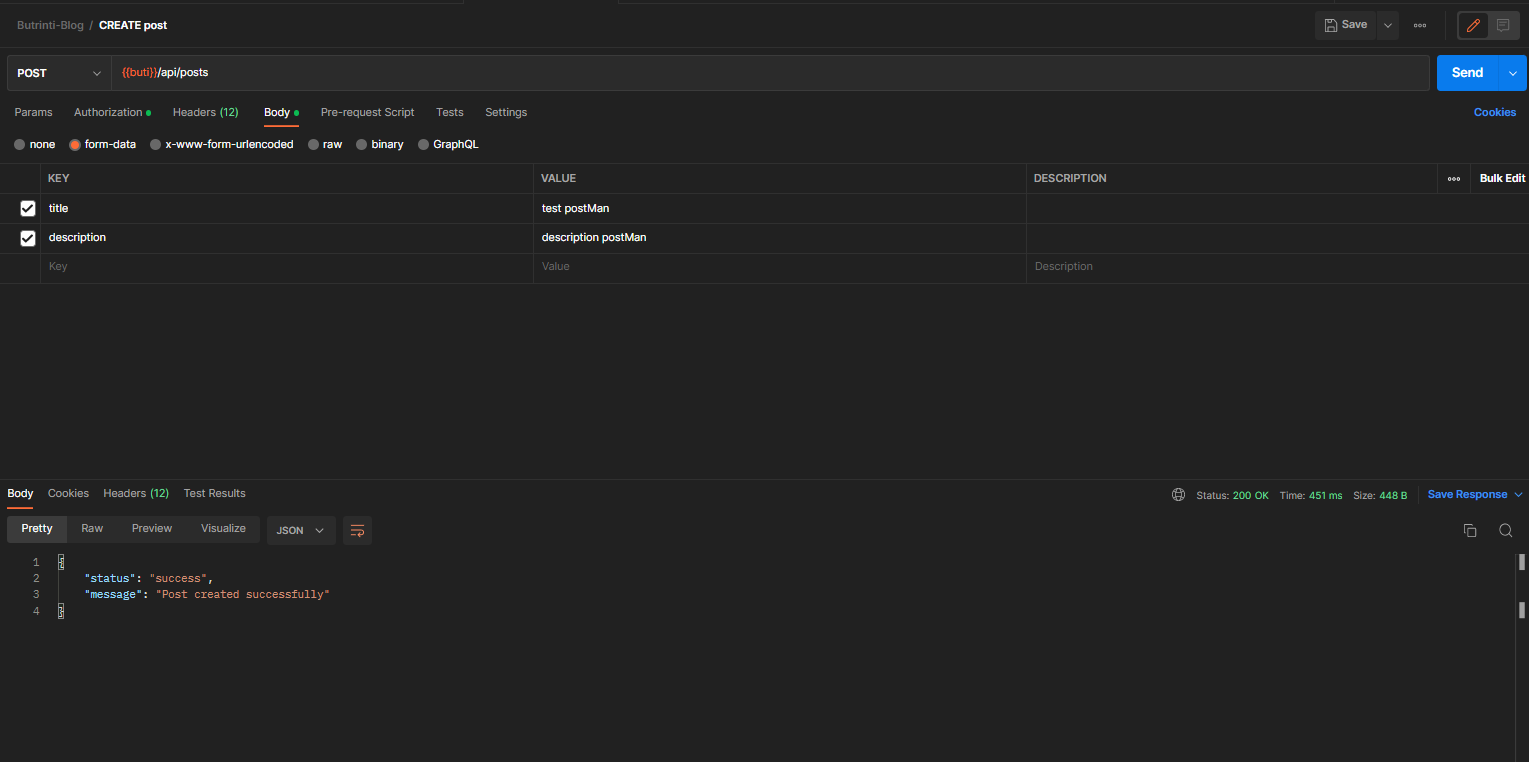 Butrinti-Blog / CREATE post Save
POST {{buti}}/api/posts Send
Params Authorization Headers (12) Body Pre-request Script Tests Settings Cookies
none form-data x-www-form-urlencoded raw binary GraphQL
KEY VALUE DESCRIPTION Bulk Edit
title test postMan
description description postMan
Key Value Description
Body Cookies Headers (12) Test Results Status: 200 OK Time: 451 ms Size: 448 B Save Response
Pretty Raw Preview Visualize JSON
1 {
2 "status": "success",
3 "message": "Post created successfully"
4 }